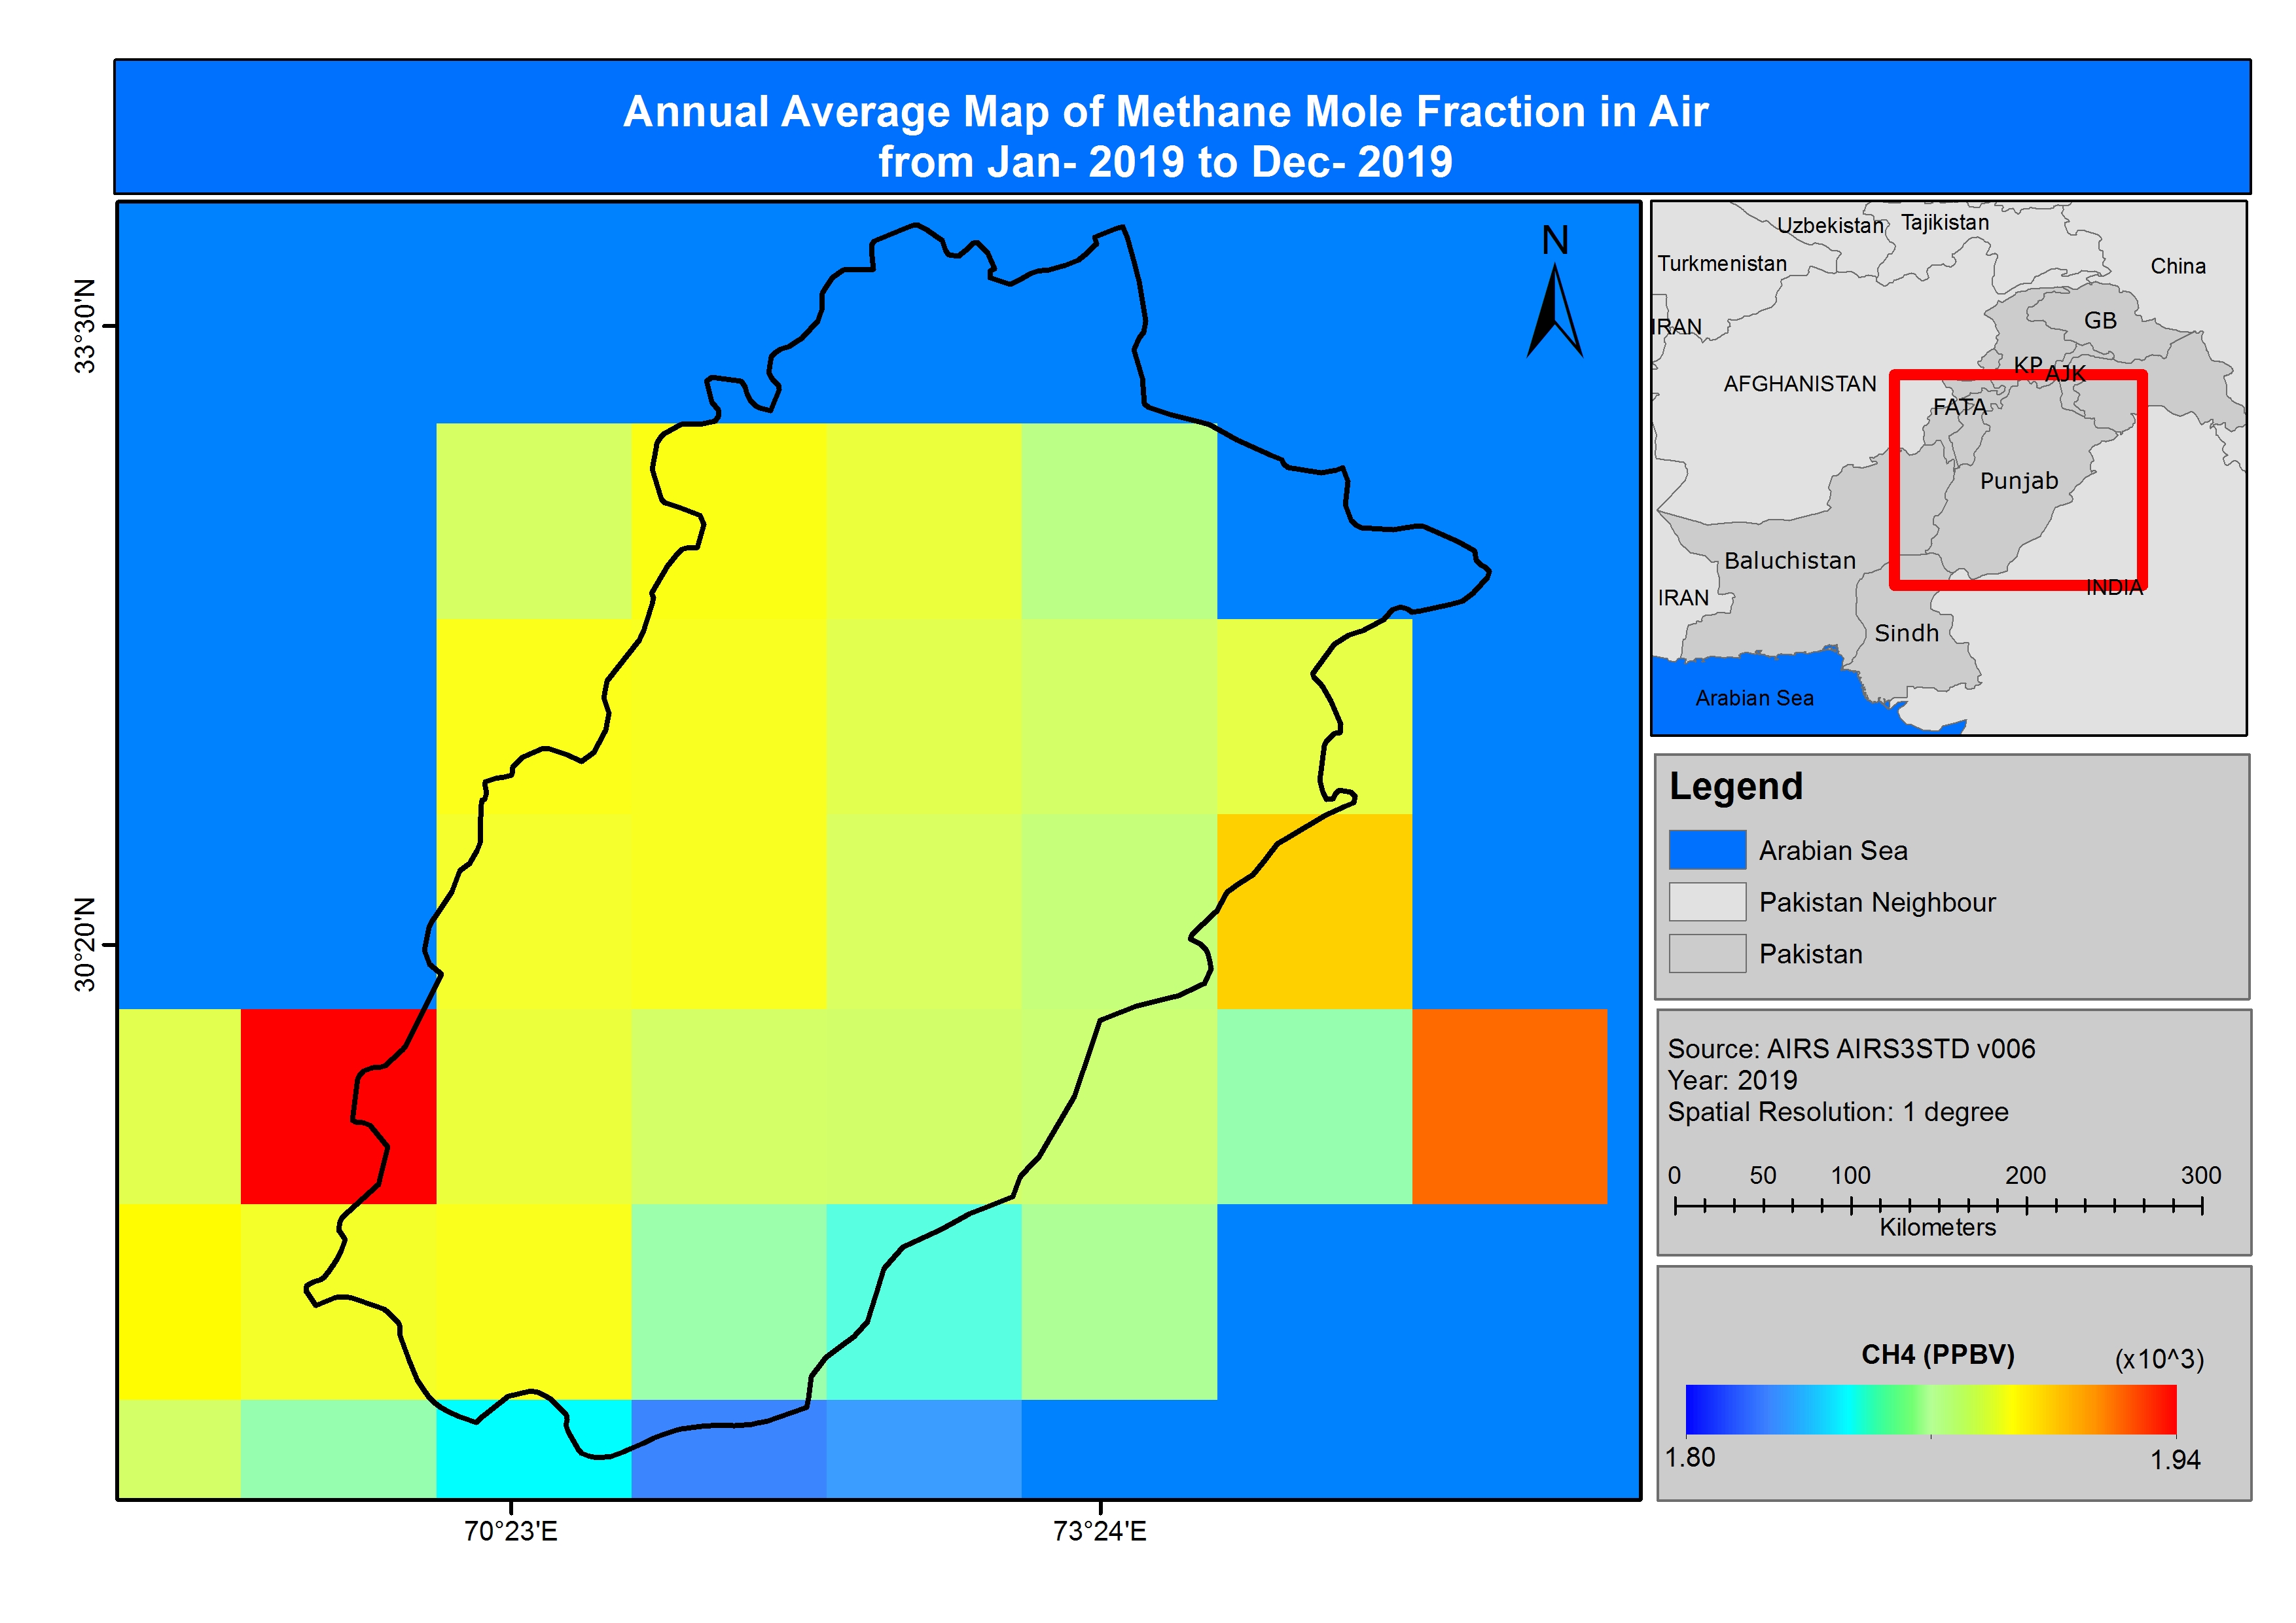 Annual Average Map of Methane Mole Fraction in Air
from Jan- 2019 to Dec- 2019
33°30'N
30°20'N
70°23'E
73°24'E
N
Uzbekistan
Tajikistan
Turkmenistan
China
IRAN
GB
KP
AJK
AFGHANISTAN
FATA
Punjab
Baluchistan
INDIA
IRAN
Sindh
Arabian Sea
Legend
Arabian Sea
Pakistan Neighbour
Pakistan
Source: AIRS AIRS3STD v006
Year: 2019
Spatial Resolution: 1 degree
0 50 100 200 300
Kilometers
CH4 (PPBV) (x10^3)
1.80 1.94